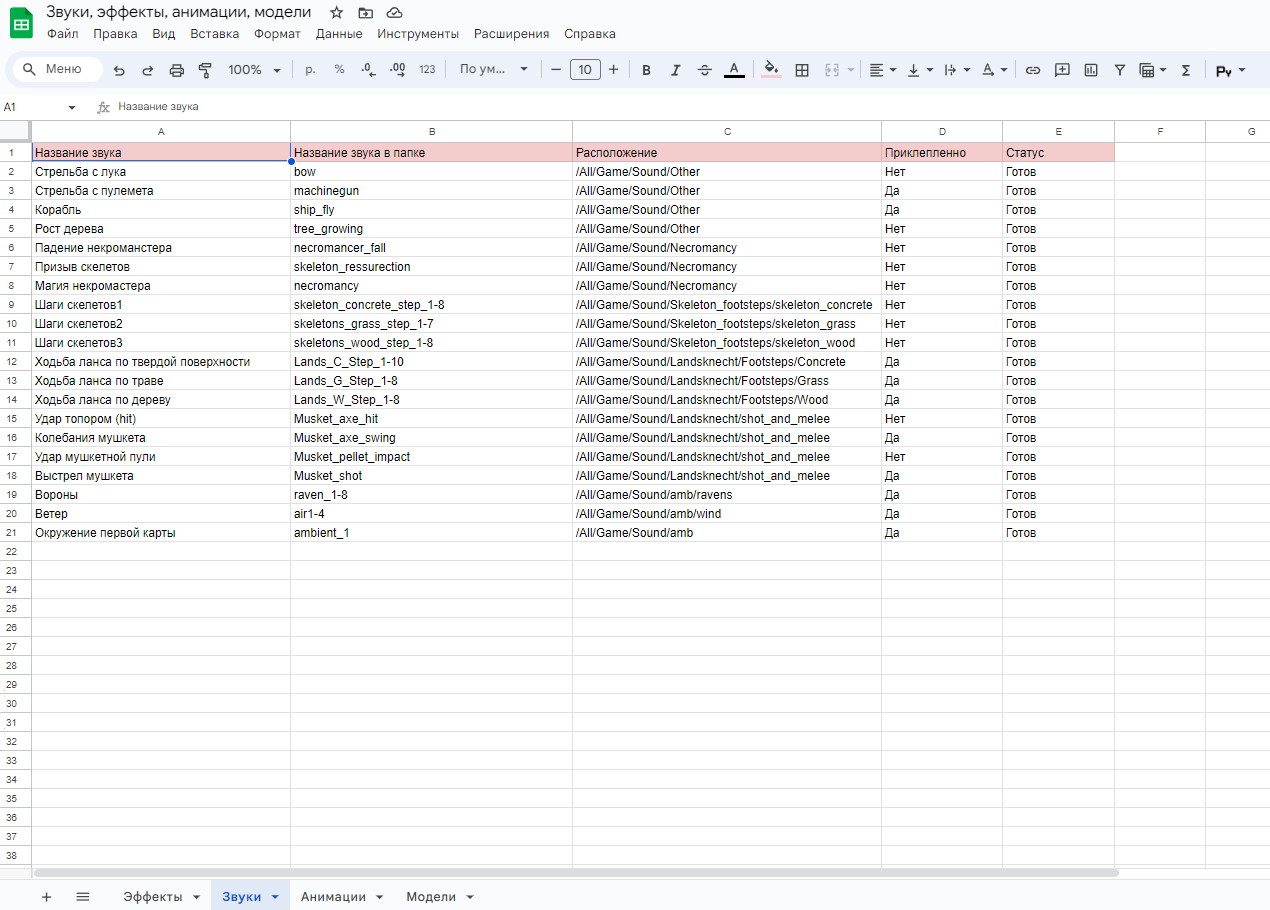 Звуки, эффекты, анимации, модели
Файл Правка Вид Вставка Формат Данные Инструменты Расширения Справка
Меню 100% р. % .0 .00 123 По ум... 10 B I A Σ Ру
A1 fx Название звука
A B C D E F G
1 Название звука Название звука в папке Расположение Приклепленно Статус
2 Стрельба с лука bow /All/Game/Sound/Other Нет Готов
3 Стрельба с пулемета machinegun /All/Game/Sound/Other Да Готов
4 Корабль ship_fly /All/Game/Sound/Other Да Готов
5 Рост дерева tree_growing /All/Game/Sound/Other Нет Готов
6 Падение некроманстера necromancer_fall /All/Game/Sound/Necromancy Нет Готов
7 Призыв скелетов skeleton_ressurection /All/Game/Sound/Necromancy Нет Готов
8 Магия некромастера necromancy /All/Game/Sound/Necromancy Нет Готов
9 Шаги скелетов1 skeleton_concrete_step_1-8 /All/Game/Sound/Skeleton_footsteps/skeleton_concrete Нет Готов
10 Шаги скелетов2 skeletons_grass_step_1-7 /All/Game/Sound/Skeleton_footsteps/skeleton_grass Нет Готов
11 Шаги скелетов3 skeletons_wood_step_1-8 /All/Game/Sound/Skeleton_footsteps/skeleton_wood Нет Готов
12 Ходьба ланса по твердой поверхности Lands_C_Step_1-10 /All/Game/Sound/Landsknecht/Footsteps/Concrete Да Готов
13 Ходьба ланса по траве Lands_G_Step_1-8 /All/Game/Sound/Landsknecht/Footsteps/Grass Да Готов
14 Ходьба ланса по дереву Lands_W_Step_1-8 /All/Game/Sound/Landsknecht/Footsteps/Wood Да Готов
15 Удар топором (hit) Musket_axe_hit /All/Game/Sound/Landsknecht/shot_and_melee Нет Готов
16 Колебания мушкета Musket_axe_swing /All/Game/Sound/Landsknecht/shot_and_melee Да Готов
17 Удар мушкетной пули Musket_pellet_impact /All/Game/Sound/Landsknecht/shot_and_melee Нет Готов
18 Выстрел мушкета Musket_shot /All/Game/Sound/Landsknecht/shot_and_melee Да Готов
19 Вороны raven_1-8 /All/Game/Sound/amb/ravens Да Готов
20 Ветер air1-4 /All/Game/Sound/amb/wind Да Готов
21 Окружение первой карты ambient_1 /All/Game/Sound/amb Да Готов
22
23
24
25
26
27
28
29
30
31
32
33
34
35
36
37
38
Эффекты Звуки Анимации Модели